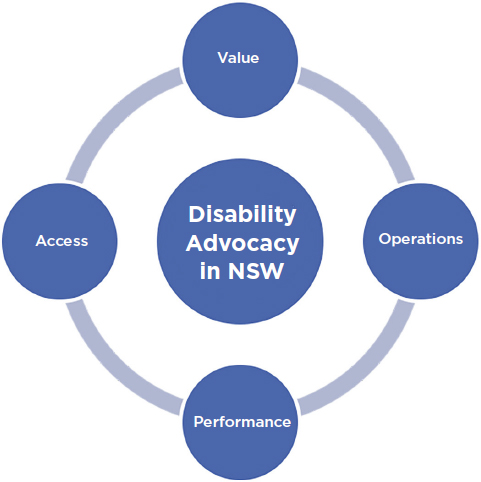 Value
Access
Disability
Advocacy
in NSW
Operations
Performance